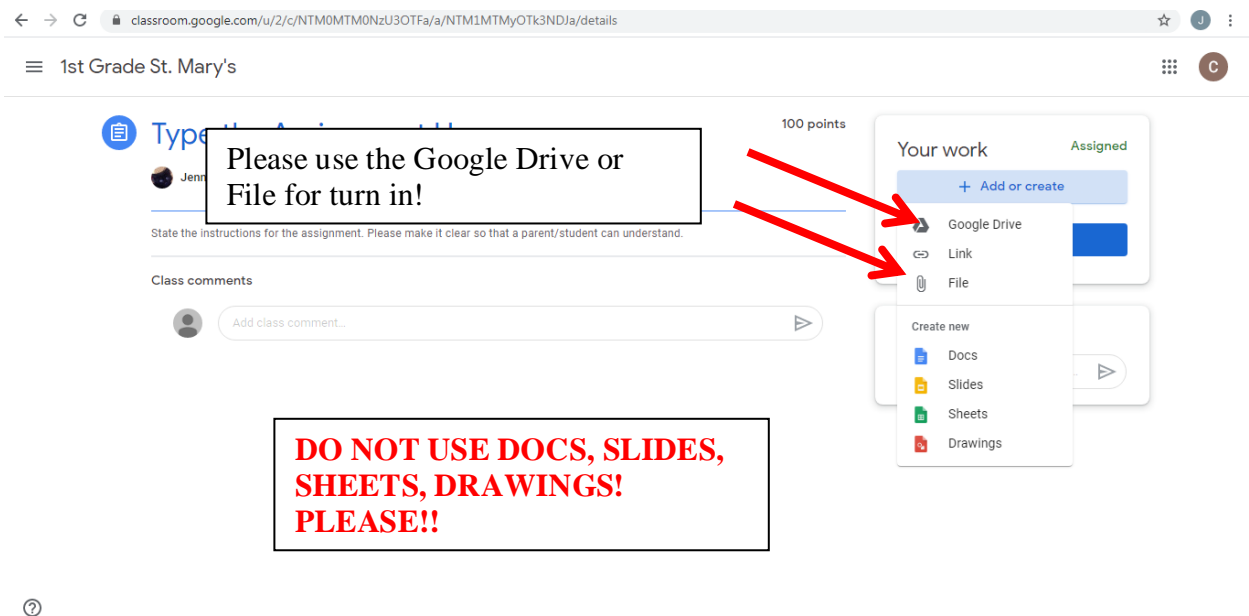 classroom.google.com/u/2/c/NTM0MTM0NzU3OTFa/a/NTM1MTMyOTk3NDJa/details
J
1st Grade St. Mary's
C
100 points
Please use the Google Drive or
File for turn in!
Jenn
State the instructions for the assignment. Please make it clear so that a parent/student can understand.
Class comments
Add class comment...
Your work
Assigned
+ Add or create
Google Drive
Link
File
Create new
Docs
Slides
Sheets
Drawings
DO NOT USE DOCS, SLIDES,
SHEETS, DRAWINGS!
PLEASE!!